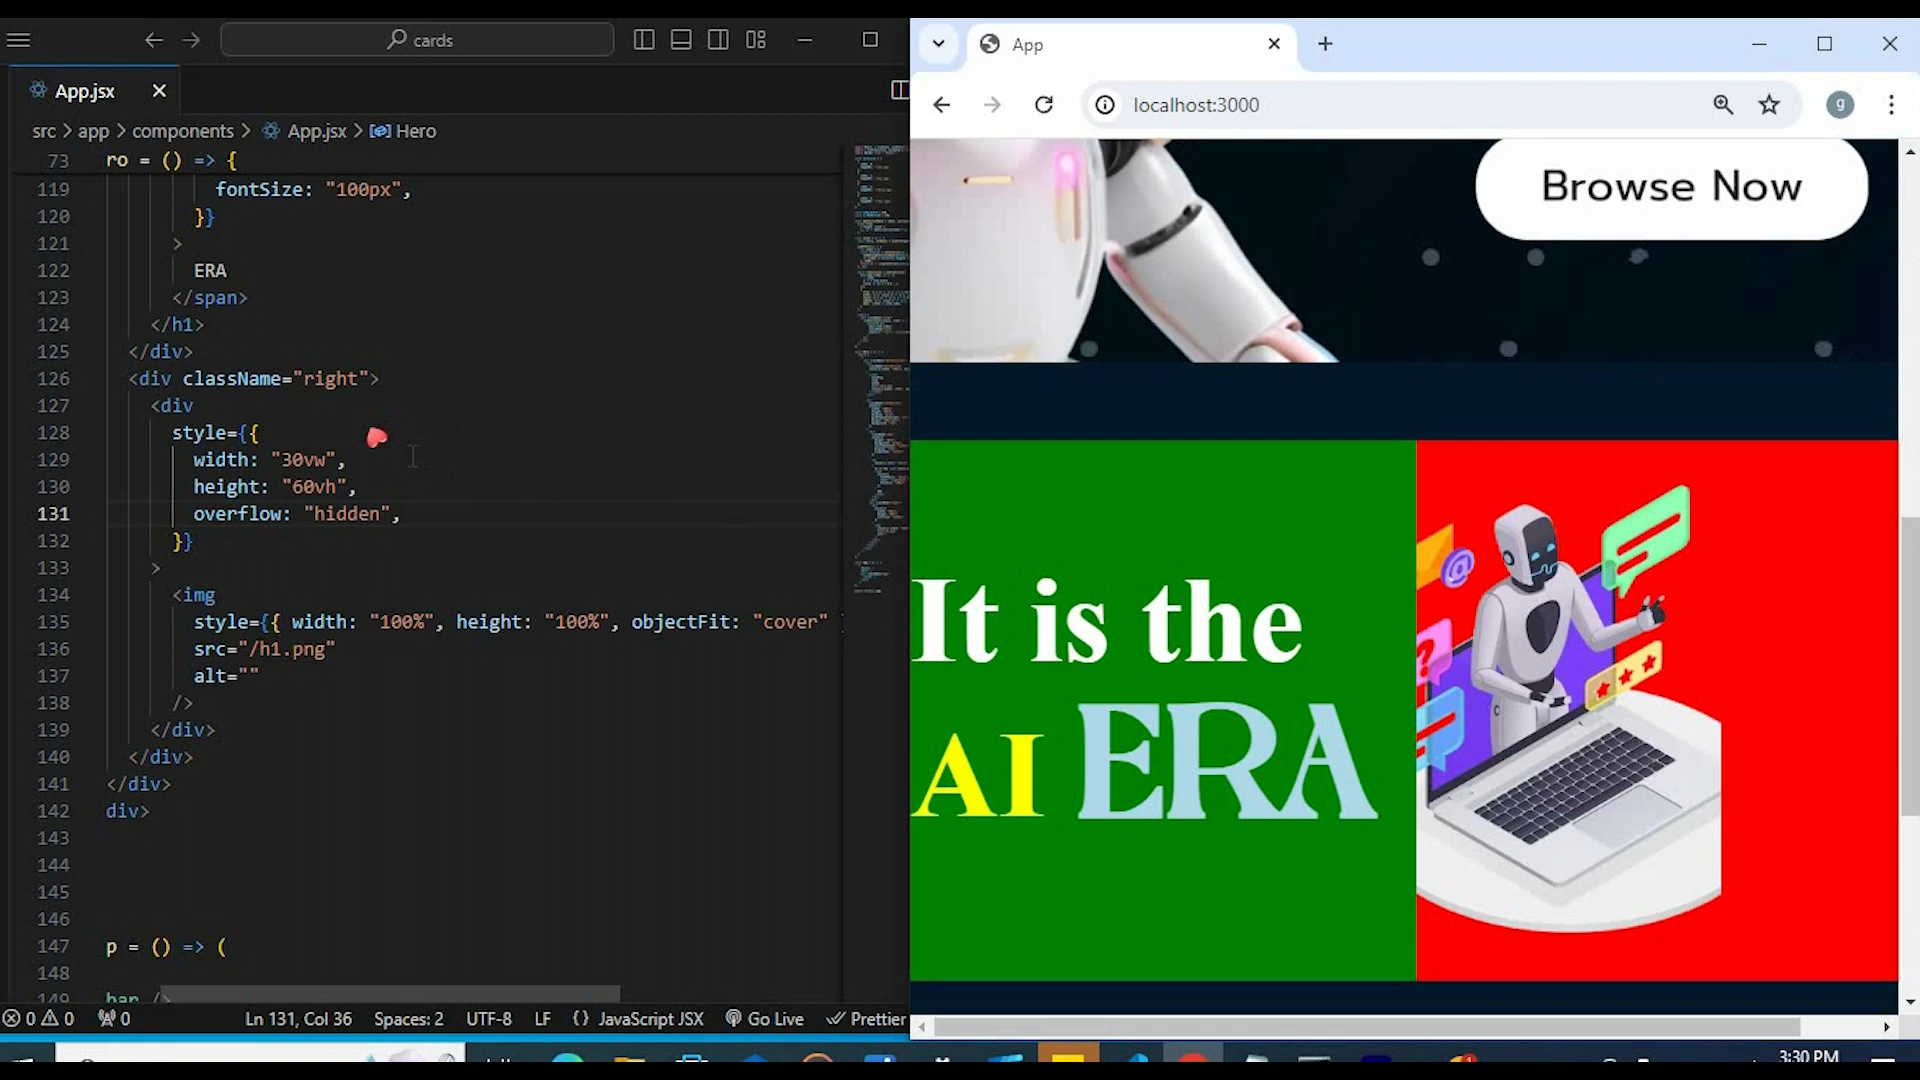 cards
App.jsx
src > app > components > App.jsx > Hero
73 ro = () => {
119 fontSize: "100px",
120 }}
121 >
122 ERA
123 </span>
124 </h1>
125 </div>
126 <div className="right">
127 <div
128 style={{
129 width: "30vw",
130 height: "60vh",
131 overflow: "hidden",
132 }}
133 >
134 <img
135 style={{ width: "100%", height: "100%", objectFit: "cover"
136 src="/h1.png"
137 alt=""
138 />
139 </div>
140 </div>
141 </div>
142 div>
143
144
145
146
147 p = () => (
148
149 bar />
0 0 0 Ln 131, Col 36 Spaces: 2 UTF-8 LF {} JavaScript JSX Go Live Prettier
App
localhost:3000
g
Browse Now
It is the
AI ERA
@
?
3:30 PM